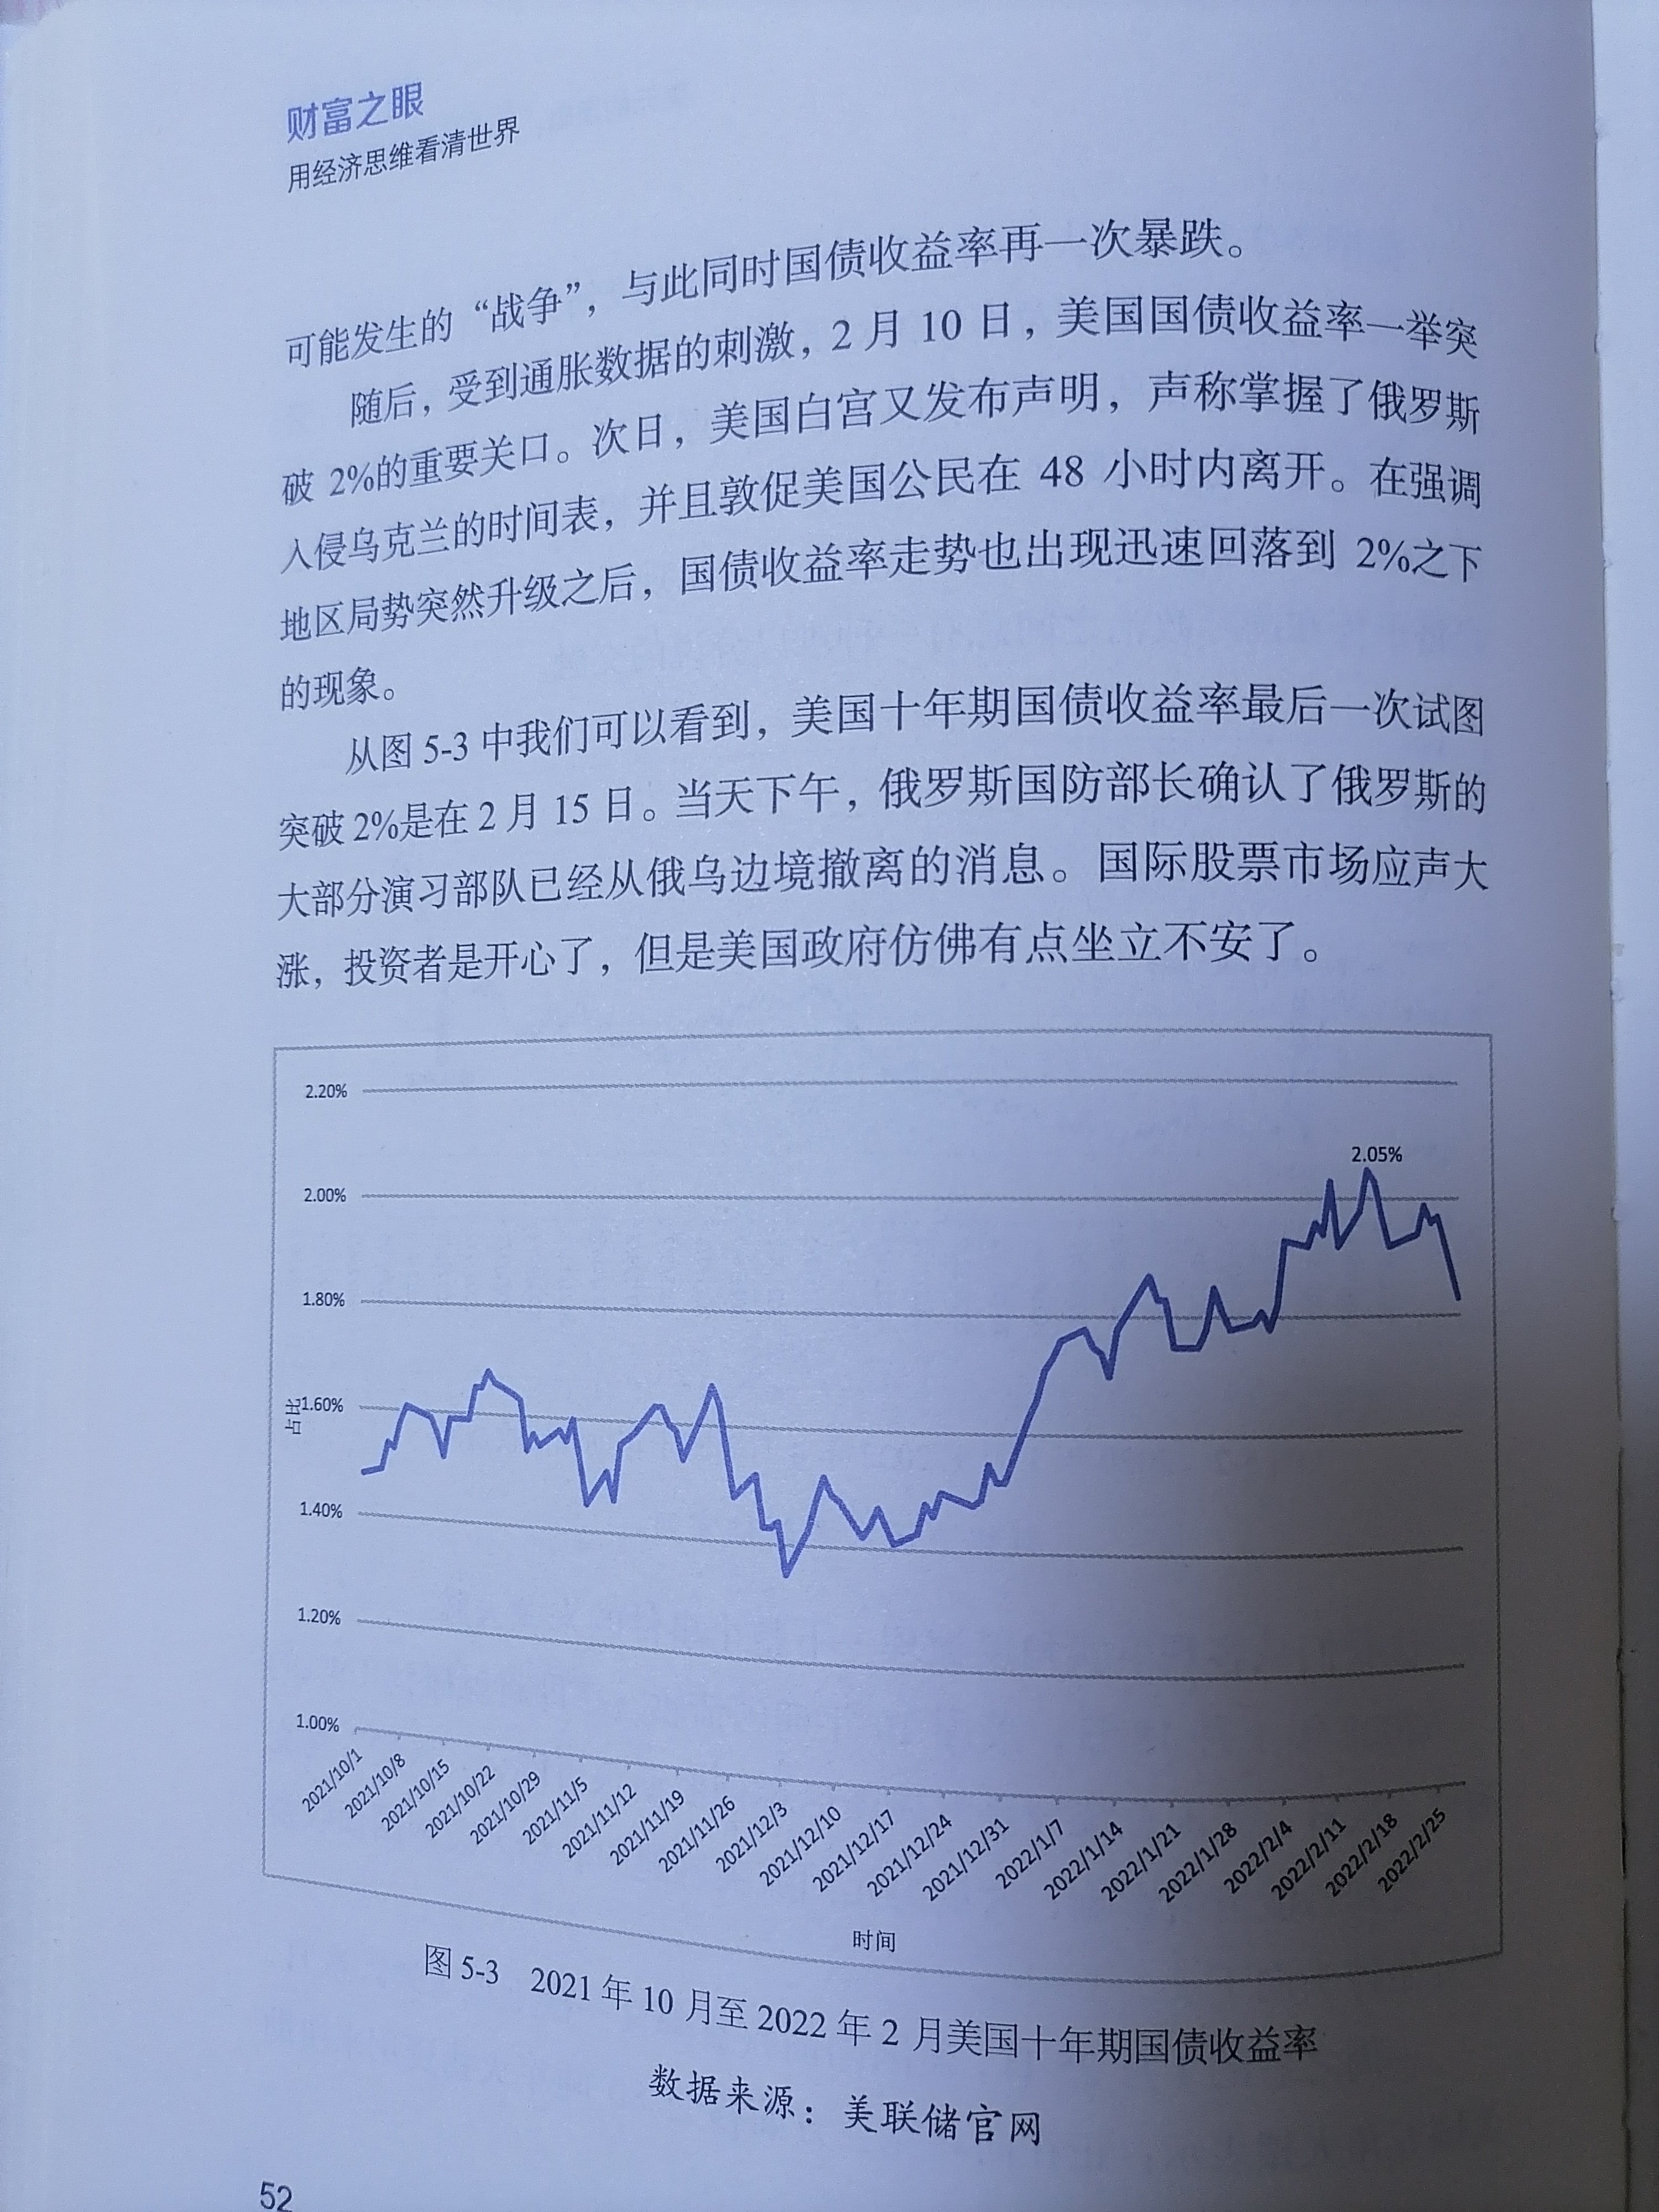 财富之眼
用经济思维看清世界
可能发生的“战争”，与此同时国债收益率再一次暴跌。
随后，受到通胀数据的刺激，2 月 10 日，美国国债收益率一举突
破 2%的重要关口。次日，美国白宫又发布声明，声称掌握了俄罗斯
入侵乌克兰的时间表，并且敦促美国公民在 48 小时内离开。在强调
地区局势突然升级之后，国债收益率走势也出现迅速回落到 2%之下
的现象。
从图 5-3 中我们可以看到，美国十年期国债收益率最后一次试图
突破 2%是在 2 月 15 日。当天下午，俄罗斯国防部长确认了俄罗斯的
大部分演习部队已经从俄乌边境撤离的消息。国际股票市场应声大
涨，投资者是开心了，但是美国政府仿佛有点坐立不安了。
2.20%
2.05%
2.00%
1.80%
占比
1.60%
1.40%
1.20%
1.00%
2021/10/1
2021/10/8
2021/10/15
2021/10/22
2021/10/29
2021/11/5
2021/11/12
2021/11/19
2021/11/26
2021/12/3
2021/12/10
2021/12/17
2021/12/24
2021/12/31
2022/1/7
2022/1/14
2022/1/21
2022/1/28
2022/2/4
2022/2/11
2022/2/18
2022/2/25
时间
图 5-3 2021 年 10 月至 2022 年 2 月美国十年期国债收益率
数据来源：美联储官网
52